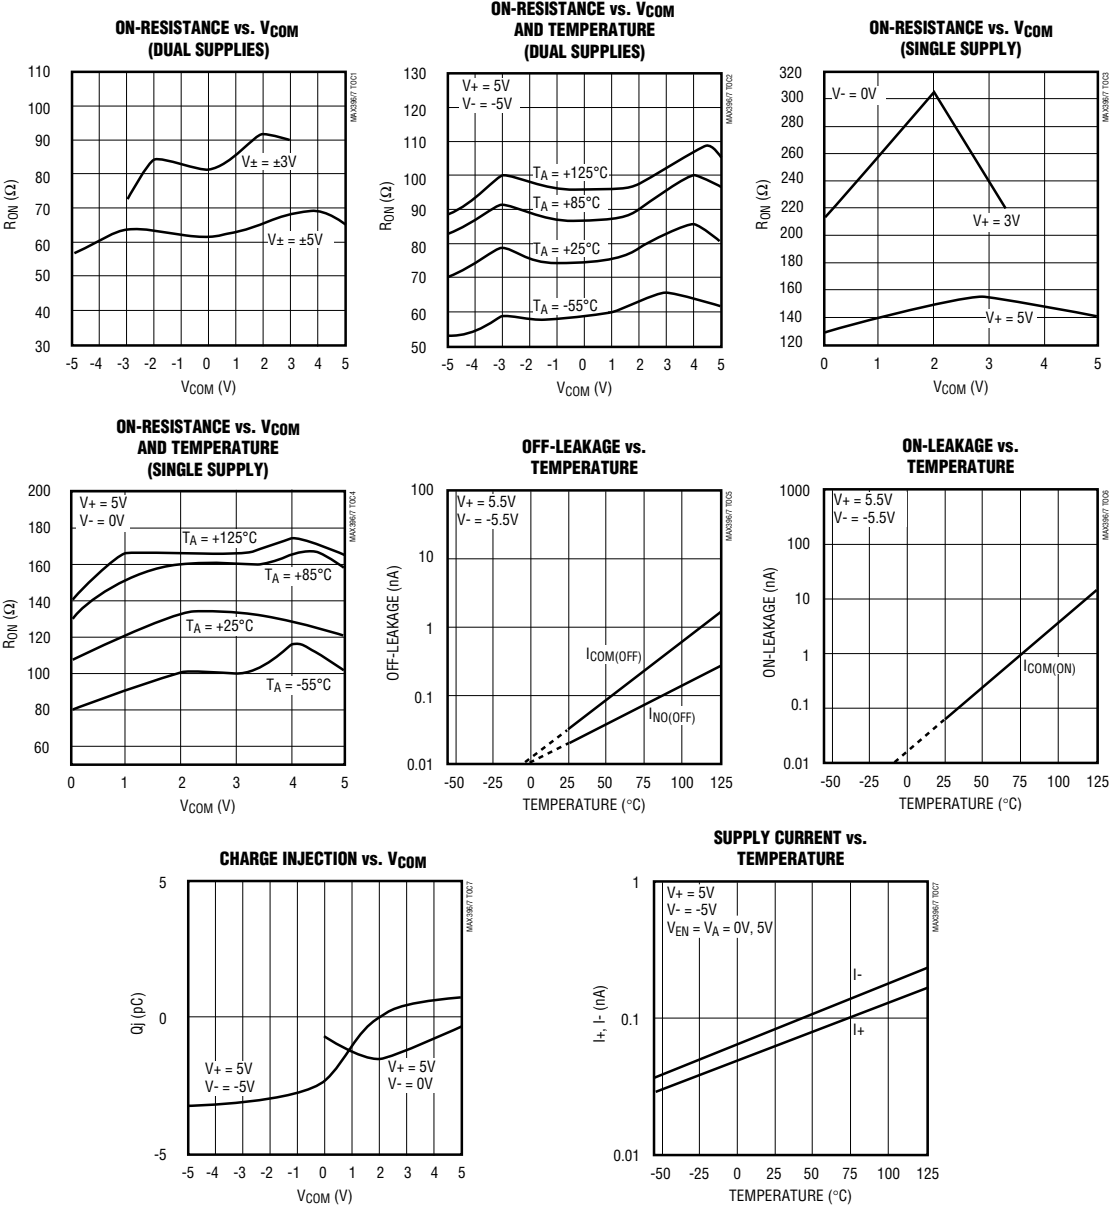 ON-RESISTANCE vs. VCOM
(DUAL SUPPLIES)
110
100
90
80
70
60
50
40
30
RON (Ω)
V± = ±3V
V± = ±5V
-5 -4 -3 -2 -1 0 1 2 3 4 5
VCOM (V)
MAX396/7 TOC1
ON-RESISTANCE vs. VCOM
AND TEMPERATURE
(DUAL SUPPLIES)
130
120
110
100
90
80
70
60
50
RON (Ω)
V+ = 5V
V- = -5V
TA = +125°C
TA = +85°C
TA = +25°C
TA = -55°C
-5 -4 -3 -2 -1 0 1 2 3 4 5
VCOM (V)
MAX396/7 TOC2
ON-RESISTANCE vs. VCOM
(SINGLE SUPPLY)
320
300
280
260
240
220
200
180
160
140
120
RON (Ω)
V- = 0V
V+ = 3V
V+ = 5V
0 1 2 3 4 5
VCOM (V)
MAX396/7 TOC3
ON-RESISTANCE vs. VCOM
AND TEMPERATURE
(SINGLE SUPPLY)
200
180
160
140
120
100
80
60
RON (Ω)
V+ = 5V
V- = 0V
TA = +125°C
TA = +85°C
TA = +25°C
TA = -55°C
0 1 2 3 4 5
VCOM (V)
MAX396/7 TOC4
OFF-LEAKAGE vs.
TEMPERATURE
100
10
1
0.1
0.01
OFF-LEAKAGE (nA)
V+ = 5.5V
V- = -5.5V
ICOM(OFF)
INO(OFF)
-50 -25 0 25 50 75 100 125
TEMPERATURE (°C)
MAX396/7 TOC5
ON-LEAKAGE vs.
TEMPERATURE
1000
100
10
1
0.1
0.01
ON-LEAKAGE (nA)
V+ = 5.5V
V- = -5.5V
ICOM(ON)
-50 -25 0 25 50 75 100 125
TEMPERATURE (°C)
MAX396/7 TOC6
CHARGE INJECTION vs. VCOM
5
0
-5
Qj (pC)
V+ = 5V
V- = -5V
V+ = 5V
V- = 0V
-5 -4 -3 -2 -1 0 1 2 3 4 5
VCOM (V)
MAX396/7 TOC7
SUPPLY CURRENT vs.
TEMPERATURE
1
0.1
0.01
I+, I- (nA)
V+ = 5V
V- = -5V
VEN = VA = 0V, 5V
I-
I+
-50 -25 0 25 50 75 100 125
TEMPERATURE (°C)
MAX396/7 TOC7